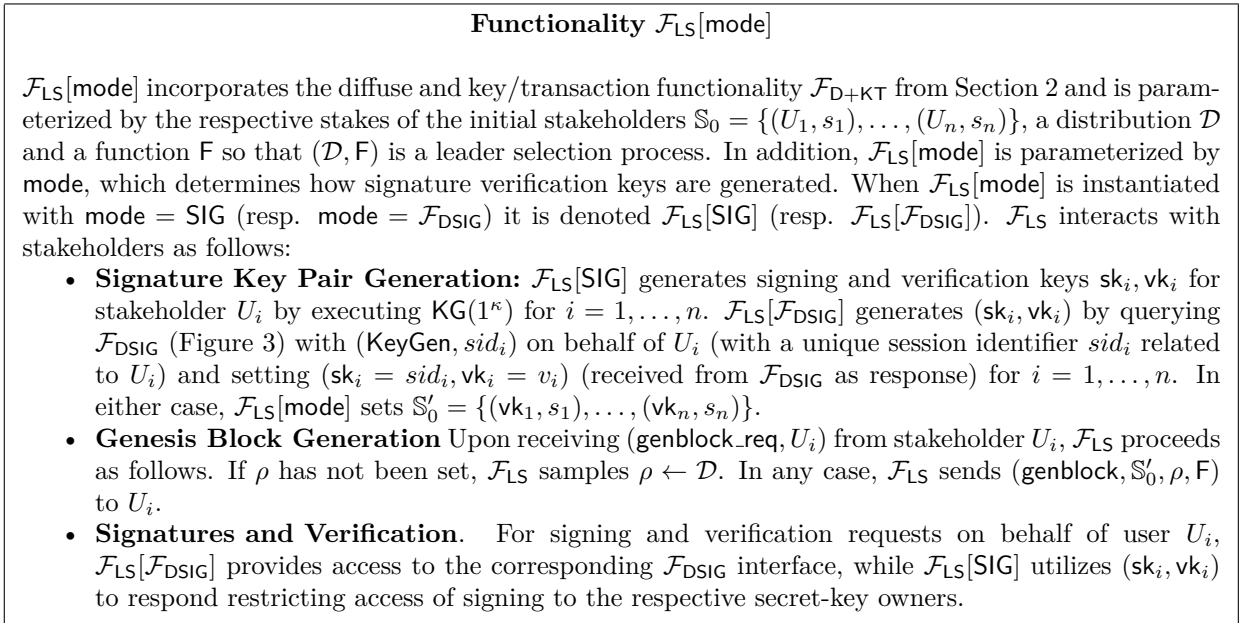 Functionality F_LS[mode]
F_LS[mode] incorporates the diffuse and key/transaction functionality F_D+KT from Section 2 and is param-
eterized by the respective stakes of the initial stakeholders 𝕊_0 = {(U_1, s_1), . . . , (U_n, s_n)}, a distribution D
and a function F so that (D, F) is a leader selection process. In addition, F_LS[mode] is parameterized by
mode, which determines how signature verification keys are generated. When F_LS[mode] is instantiated
with mode = SIG (resp. mode = F_DSIG) it is denoted F_LS[SIG] (resp. F_LS[F_DSIG]). F_LS interacts with
stakeholders as follows:
• Signature Key Pair Generation: F_LS[SIG] generates signing and verification keys sk_i, vk_i for
stakeholder U_i by executing KG(1^κ) for i = 1, . . . , n. F_LS[F_DSIG] generates (sk_i, vk_i) by querying
F_DSIG (Figure 3) with (KeyGen, sid_i) on behalf of U_i (with a unique session identifier sid_i related
to U_i) and setting (sk_i = sid_i, vk_i = v_i) (received from F_DSIG as response) for i = 1, . . . , n. In
either case, F_LS[mode] sets 𝕊′_0 = {(vk_1, s_1), . . . , (vk_n, s_n)}.
• Genesis Block Generation Upon receiving (genblock_req, U_i) from stakeholder U_i, F_LS proceeds
as follows. If ρ has not been set, F_LS samples ρ ← D. In any case, F_LS sends (genblock, 𝕊′_0, ρ, F)
to U_i.
• Signatures and Verification. For signing and verification requests on behalf of user U_i,
F_LS[F_DSIG] provides access to the corresponding F_DSIG interface, while F_LS[SIG] utilizes (sk_i, vk_i)
to respond restricting access of signing to the respective secret-key owners.